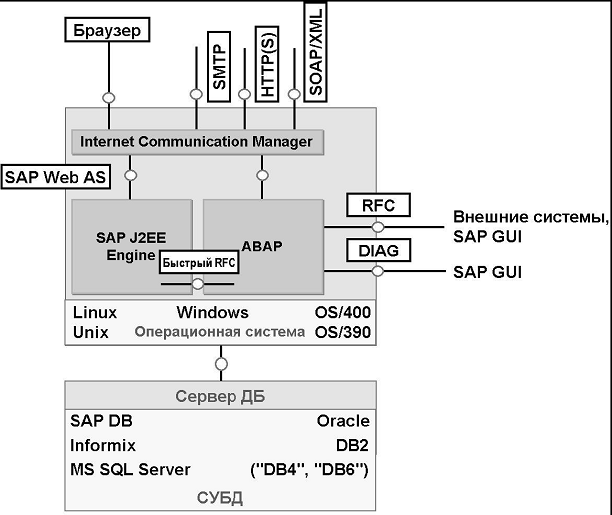 Браузер
SMTP
HTTP(S)
SOAP/XML
Internet Communication Manager
SAP Web AS
SAP J2EE
Engine
ABAP
Быстрый RFC
RFC
Внешние системы,
SAP GUI
DIAG
SAP GUI
Linux Windows OS/400
Unix Операционная система OS/390
Сервер ДБ
SAP DB Oracle
Informix DB2
MS SQL Server ("DB4", "DB6")
СУБД